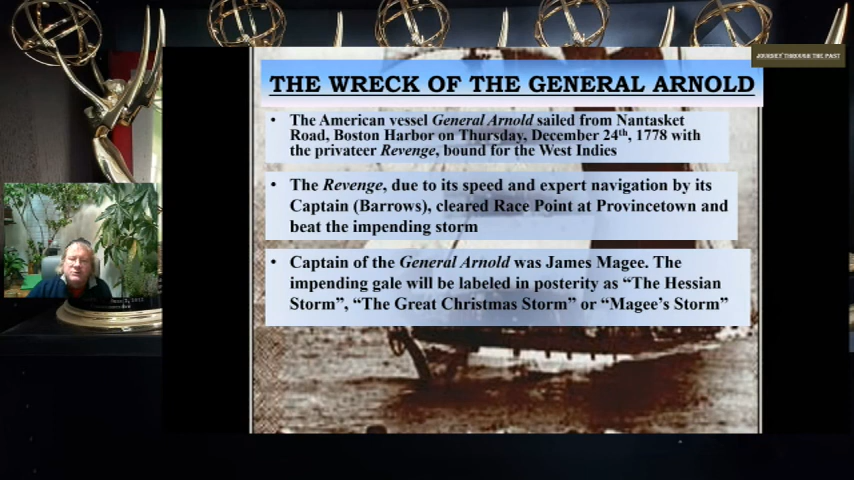 JOURNEY THROUGH THE PAST
THE WRECK OF THE GENERAL ARNOLD
• The American vessel General Arnold sailed from Nantasket
Road, Boston Harbor on Thursday, December 24th, 1778 with
the privateer Revenge, bound for the West Indies
• The Revenge, due to its speed and expert navigation by its
Captain (Barrows), cleared Race Point at Provincetown and
beat the impending storm
• Captain of the General Arnold was James Magee. The
impending gale will be labeled in posterity as “The Hessian
Storm”, “The Great Christmas Storm” or “Magee’s Storm”